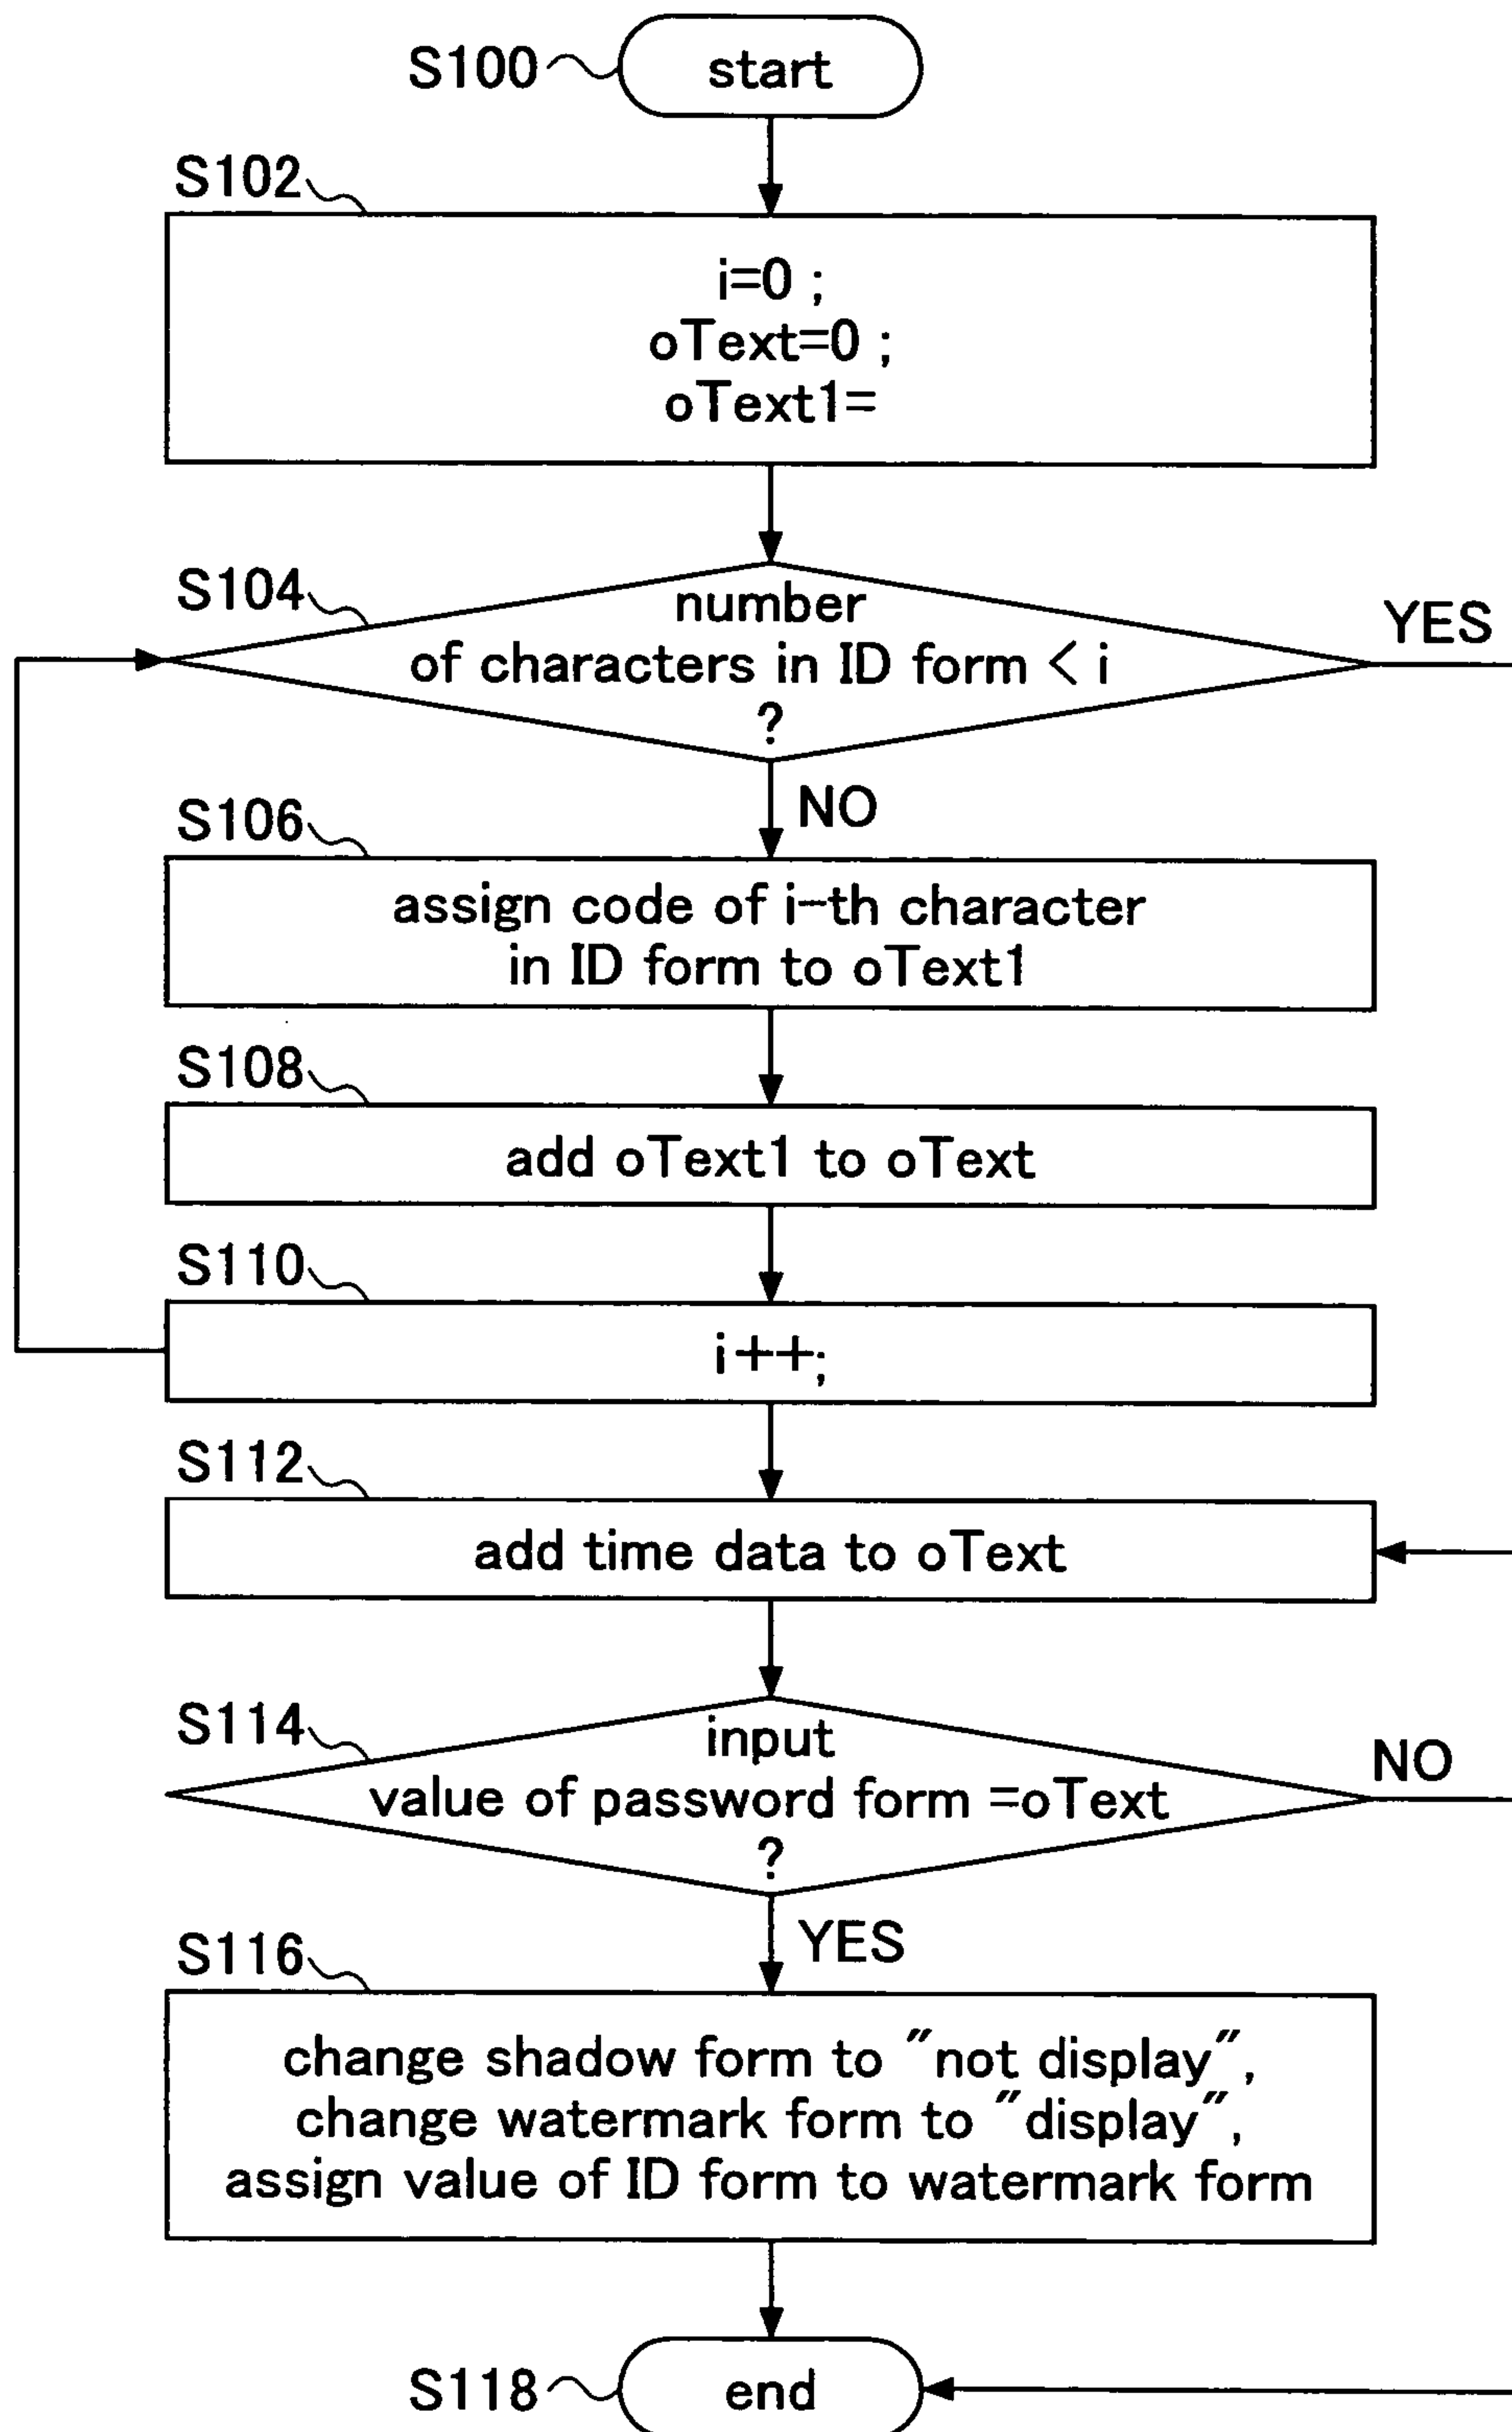 S100
start
S102
i=0 ;
oText=0 ;
oText1=
S104
number
of characters in ID form < i
?
YES
NO
S106
assign code of i-th character
in ID form to oText1
S108
add oText1 to oText
S110
i++;
S112
add time data to oText
S114
input
value of password form =oText
?
NO
YES
S116
change shadow form to "not display",
change watermark form to "display",
assign value of ID form to watermark form
S118
end